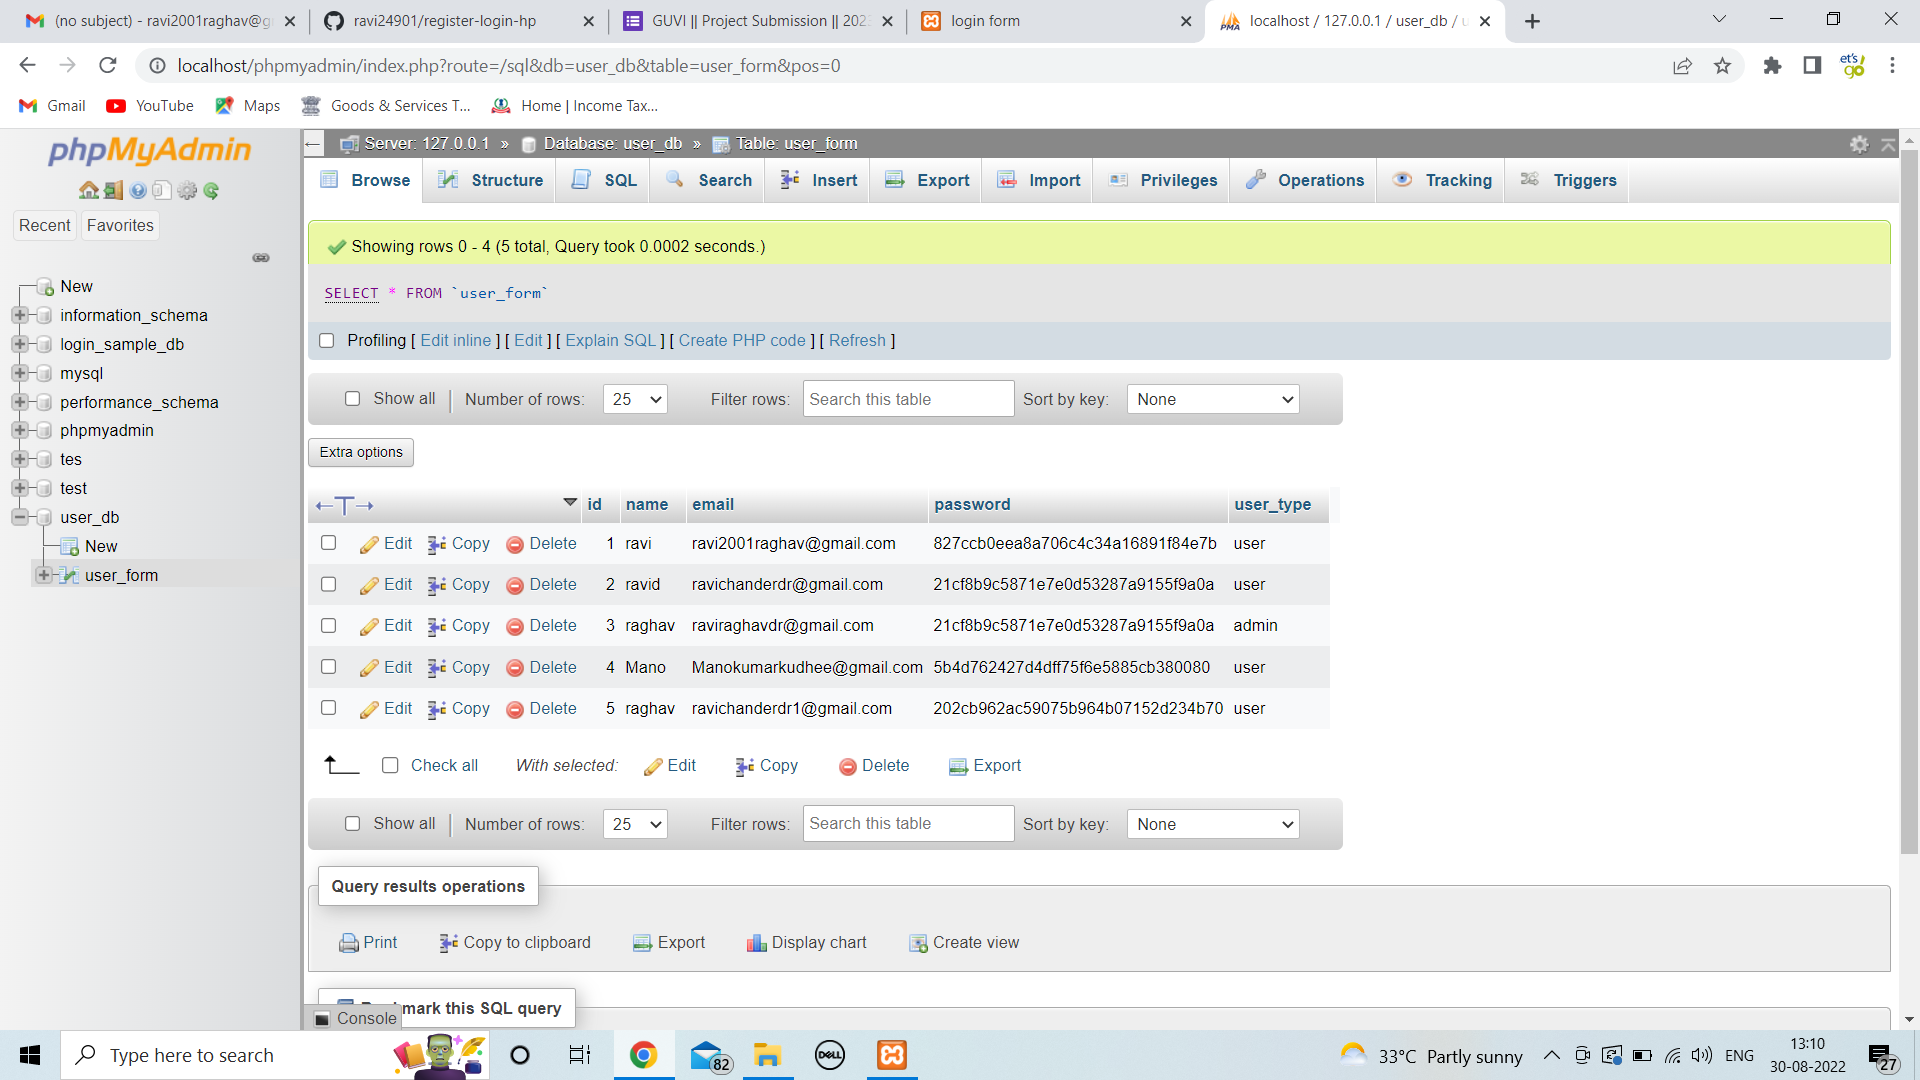 (no subject) - ravi2001raghav@g
ravi24901/register-login-hp
GUVI || Project Submission || 202
login form
localhost / 127.0.0.1 / user_db / u
localhost/phpmyadmin/index.php?route=/sql&db=user_db&table=user_form&pos=0
let's go!
Gmail
YouTube
Maps
Goods & Services T...
Home | Income Tax...
phpMyAdmin
Recent
Favorites
New
information_schema
login_sample_db
mysql
performance_schema
phpmyadmin
tes
test
user_db
New
user_form
Server: 127.0.0.1 » Database: user_db » Table: user_form
Browse Structure SQL Search Insert Export Import Privileges Operations Tracking Triggers
Showing rows 0 - 4 (5 total, Query took 0.0002 seconds.)
SELECT * FROM `user_form`
Profiling [ Edit inline ] [ Edit ] [ Explain SQL ] [ Create PHP code ] [ Refresh ]
Show all Number of rows: 25 Filter rows: Search this table Sort by key: None
Extra options
←T→ id name email password user_type
Edit Copy Delete 1 ravi ravi2001raghav@gmail.com 827ccb0eea8a706c4c34a16891f84e7b user
Edit Copy Delete 2 ravid ravichanderdr@gmail.com 21cf8b9c5871e7e0d53287a9155f9a0a user
Edit Copy Delete 3 raghav raviraghavdr@gmail.com 21cf8b9c5871e7e0d53287a9155f9a0a admin
Edit Copy Delete 4 Mano Manokumarkudhee@gmail.com 5b4d762427d4dff75f6e5885cb380080 user
Edit Copy Delete 5 raghav ravichanderdr1@gmail.com 202cb962ac59075b964b07152d234b70 user
Check all With selected: Edit Copy Delete Export
Show all Number of rows: 25 Filter rows: Search this table Sort by key: None
Query results operations
Print Copy to clipboard Export Display chart Create view
mark this SQL query
Console
Type here to search
82
DELL
33°C Partly sunny
ENG
13:10
30-08-2022
27